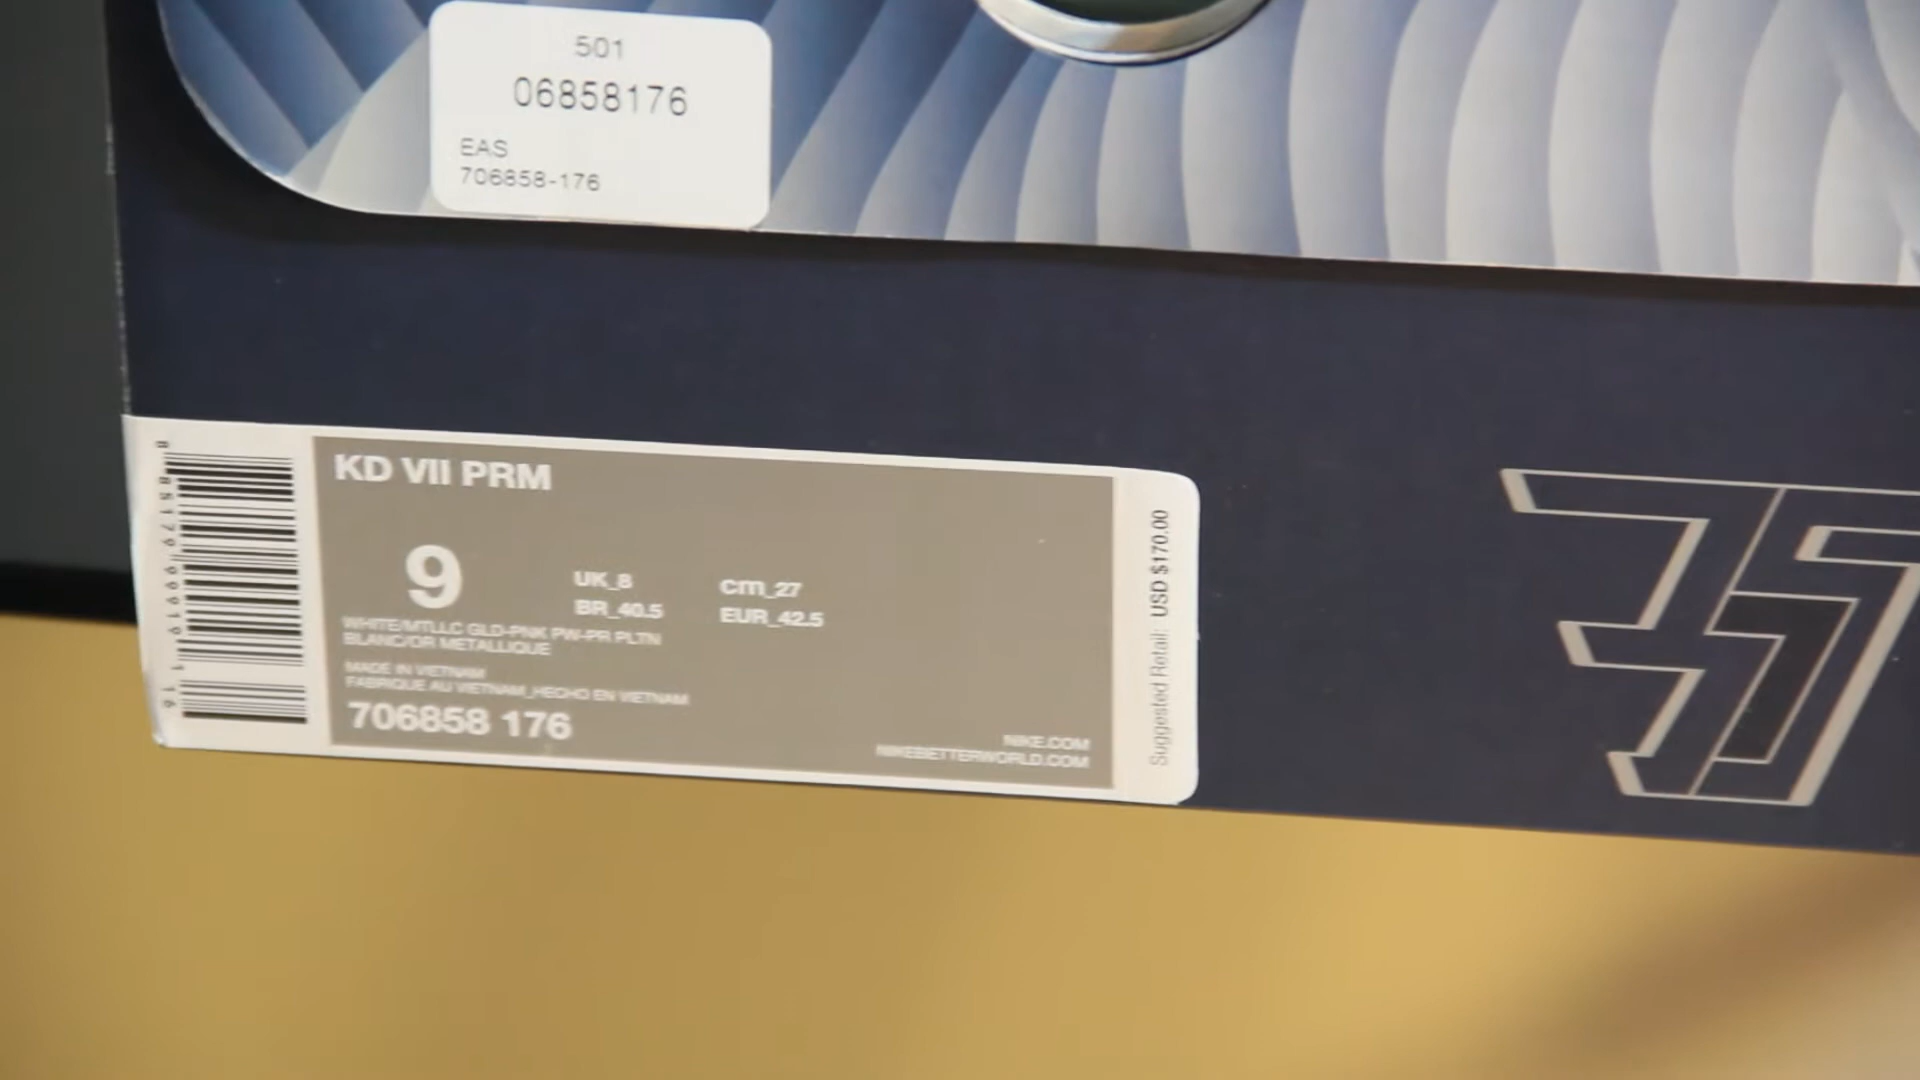 501
06858176
EAS
706858-176
KD VII PRM
9
UK_8
cm_27
BR_40.5
EUR_42.5
WHITE/MTLLC GLD-PNK PW-PR PLTN
BLANC/OR METALLIQUE
MADE IN VIETNAM
FABRIQUE AU VIETNAM_HECHO EN VIETNAM
706858 176
NIKE.COM
NIKEBETTERWORLD.COM
Suggested Retail: USD $170.00